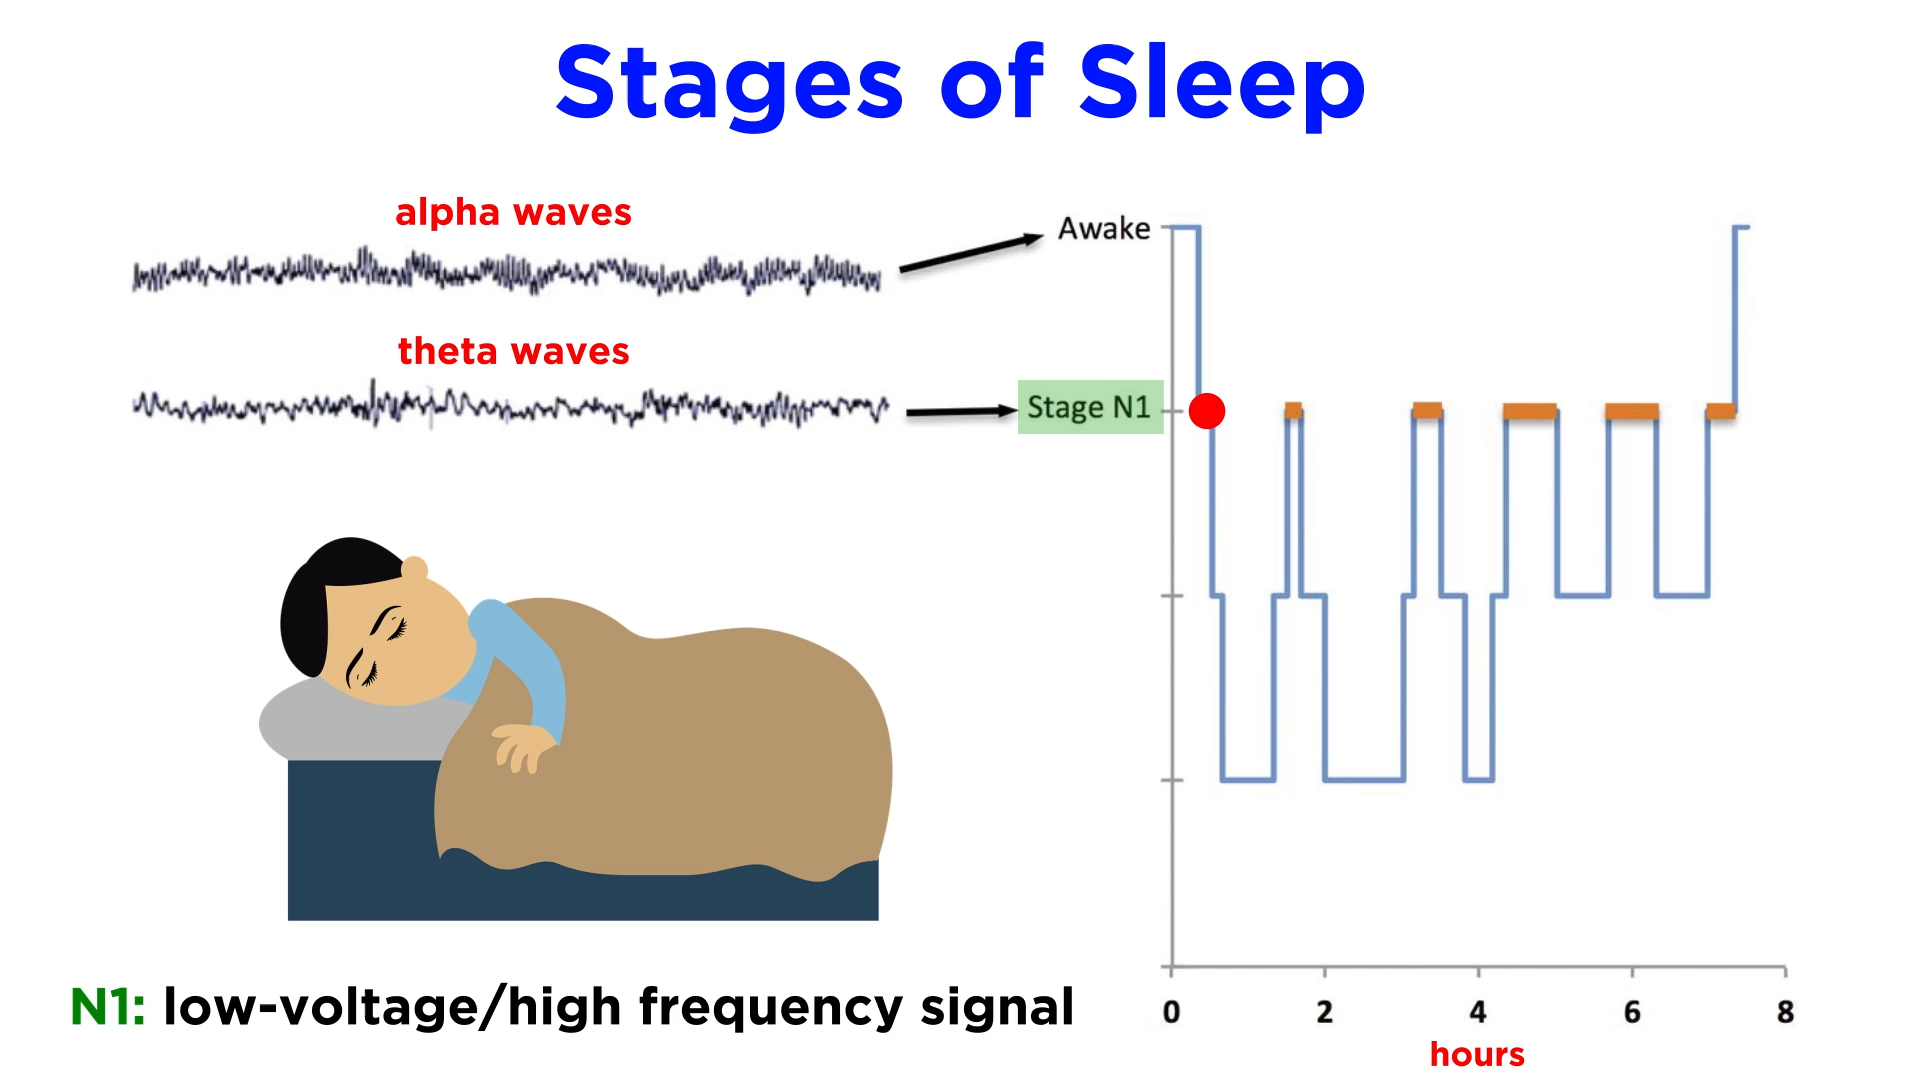 Stages of Sleep
alpha waves
Awake
theta waves
Stage N1
N1: low-voltage/high frequency signal
0 2 4 6 8
hours